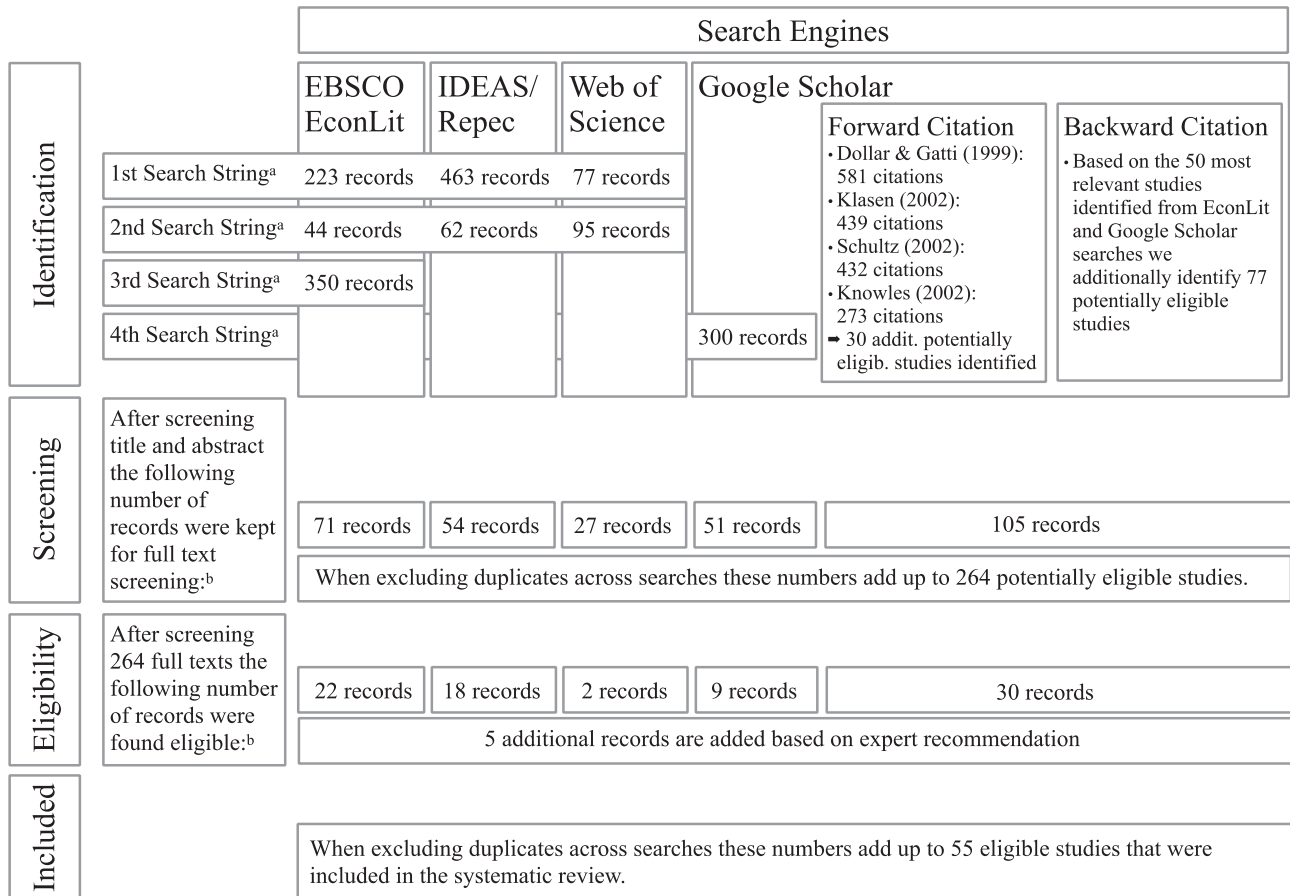 Search Engines
Identification
EBSCO
EconLit
IDEAS/
Repec
Web of
Science
Google Scholar
Forward Citation
• Dollar & Gatti (1999):
581 citations
• Klasen (2002):
439 citations
• Schultz (2002):
432 citations
• Knowles (2002):
273 citations
➡ 30 addit. potentially
eligib. studies identified
Backward Citation
• Based on the 50 most
relevant studies
identified from EconLit
and Google Scholar
searches we
additionally identify 77
potentially eligible
studies
1st Search Stringᵃ 223 records 463 records 77 records
2nd Search Stringᵃ 44 records 62 records 95 records
3rd Search Stringᵃ 350 records
4th Search Stringᵃ 300 records
Screening
After screening
title and abstract
the following
number of
records were kept
for full text
screening:ᵇ
71 records 54 records 27 records 51 records 105 records
When excluding duplicates across searches these numbers add up to 264 potentially eligible studies.
Eligibility
After screening
264 full texts the
following number
of records were
found eligible:ᵇ
22 records 18 records 2 records 9 records 30 records
5 additional records are added based on expert recommendation
Included
When excluding duplicates across searches these numbers add up to 55 eligible studies that were
included in the systematic review.